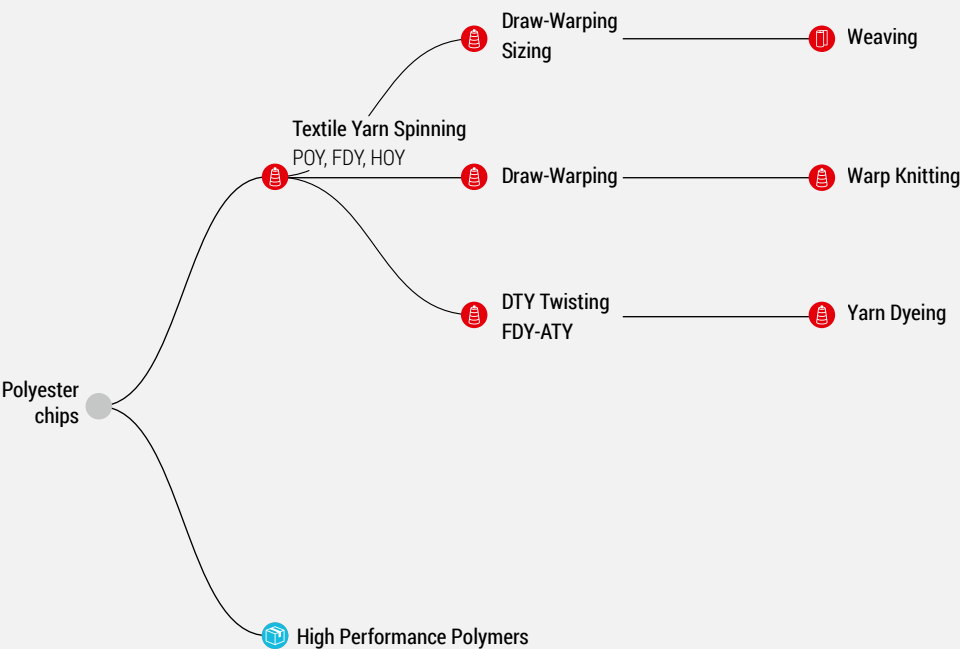 Draw-Warping
Sizing
Weaving
Textile Yarn Spinning
POY, FDY, HOY
Draw-Warping
Warp Knitting
DTY Twisting
FDY-ATY
Yarn Dyeing
Polyester
chips
High Performance Polymers